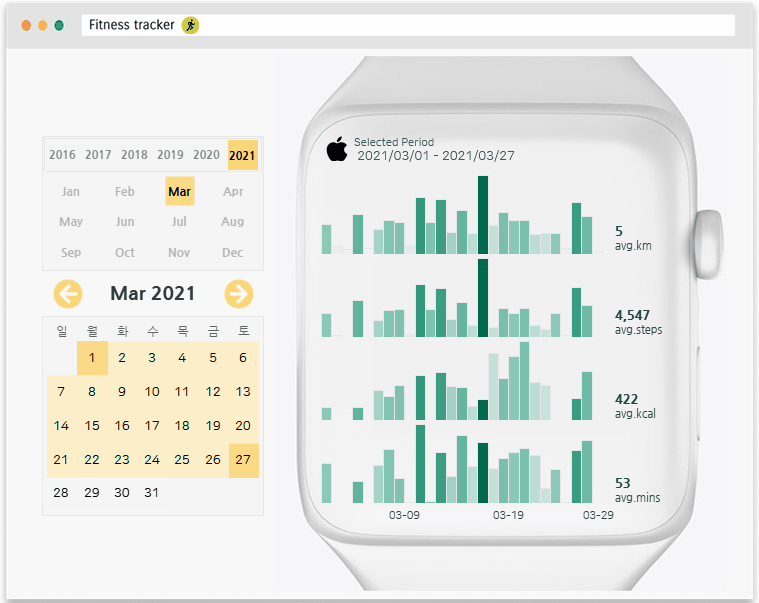 Fitness tracker
2016 2017 2018 2019 2020 2021
Jan Feb Mar Apr
May Jun Jul Aug
Sep Oct Nov Dec
Mar 2021
일 월 화 수 목 금 토
1 2 3 4 5 6
7 8 9 10 11 12 13
14 15 16 17 18 19 20
21 22 23 24 25 26 27
28 29 30 31
Selected Period
2021/03/01 - 2021/03/27
5
avg.km
4,547
avg.steps
422
avg.kcal
53
avg.mins
03-09 03-19 03-29